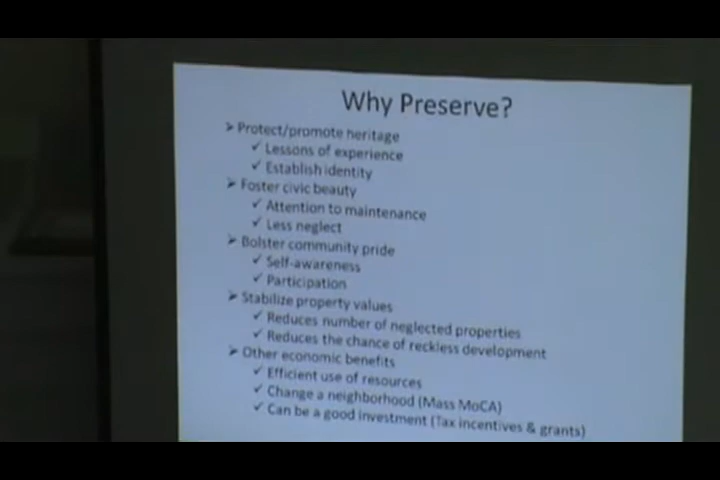 Why Preserve?
➢ Protect/promote heritage
✓ Lessons of experience
✓ Establish identity
➢ Foster civic beauty
✓ Attention to maintenance
✓ Less neglect
➢ Bolster community pride
✓ Self-awareness
✓ Participation
➢ Stabilize property values
✓ Reduces number of neglected properties
✓ Reduces the chance of reckless development
➢ Other economic benefits
✓ Efficient use of resources
✓ Change a neighborhood (Mass MoCA)
✓ Can be a good investment (Tax incentives & grants)